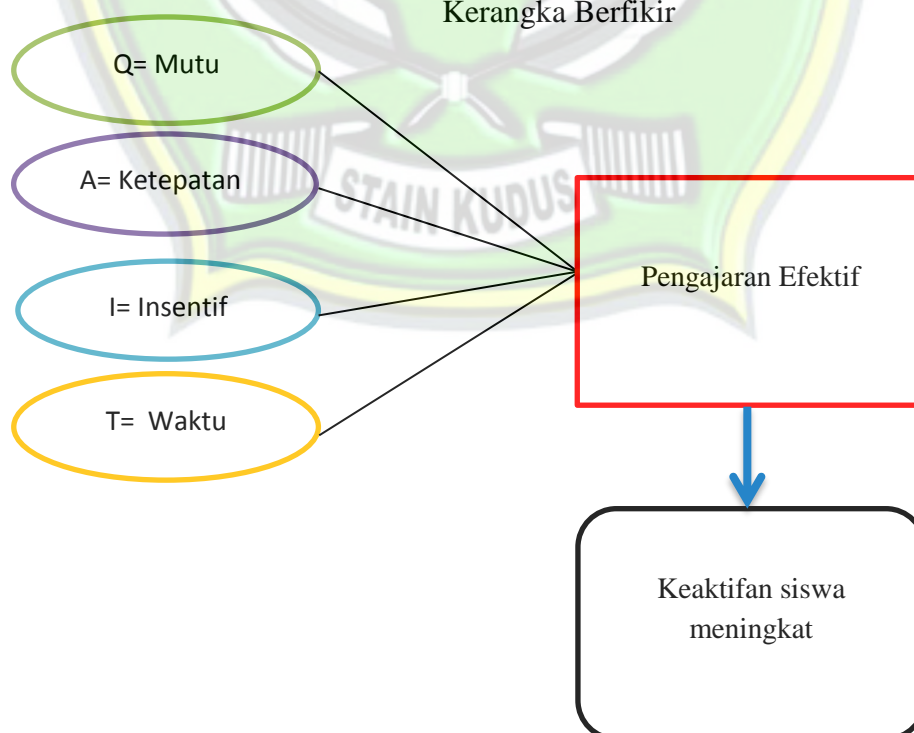 Kerangka Berfikir
Q= Mutu
A= Ketepatan
STAIN KUDUS
Pengajaran Efektif
I= Insentif
T= Waktu
Keaktifan siswa
meningkat